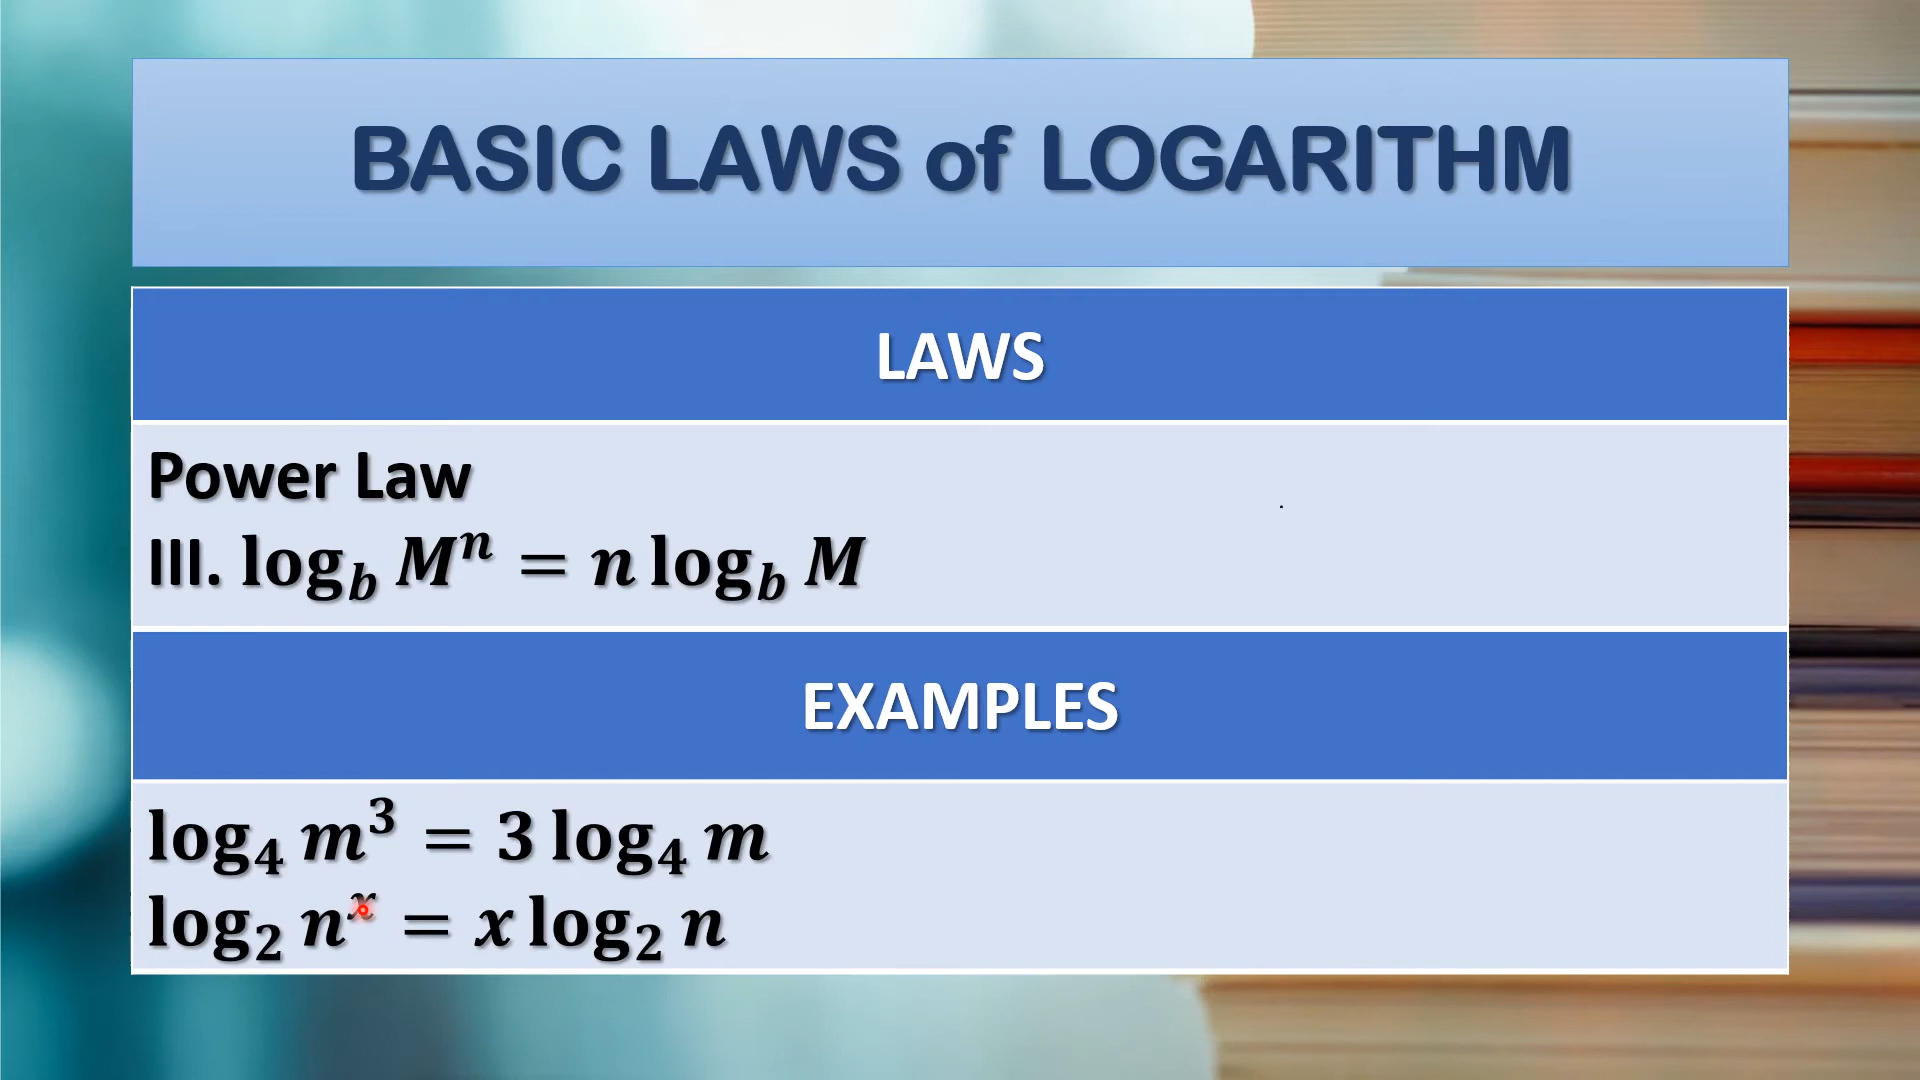 BASIC LAWS of LOGARITHM
LAWS
Power Law
III. log_b M^n = n log_b M
EXAMPLES
log_4 m^3 = 3 log_4 m
log_2 n^x = x log_2 n